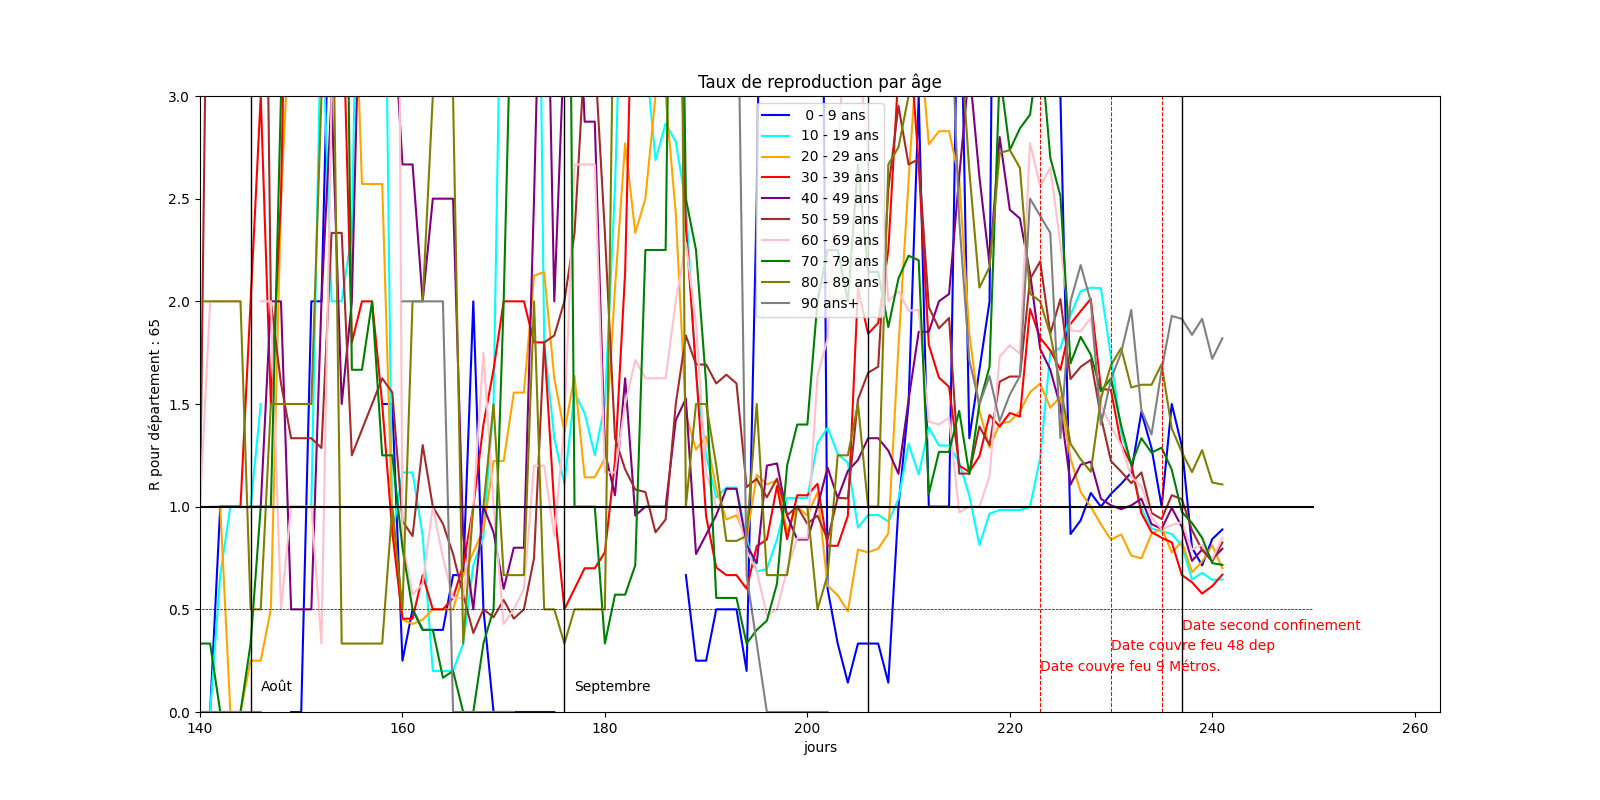 Taux de reproduction par âge
3.0
2.5
2.0
1.5
1.0
0.5
0.0
R pour département : 65
0 - 9 ans
10 - 19 ans
20 - 29 ans
30 - 39 ans
40 - 49 ans
50 - 59 ans
60 - 69 ans
70 - 79 ans
80 - 89 ans
90 ans+
Date second confinement
Date couvre feu 48 dep
Date couvre feu 9 Métros.
Août
Septembre
140 160 180 200 220 240 260
jours